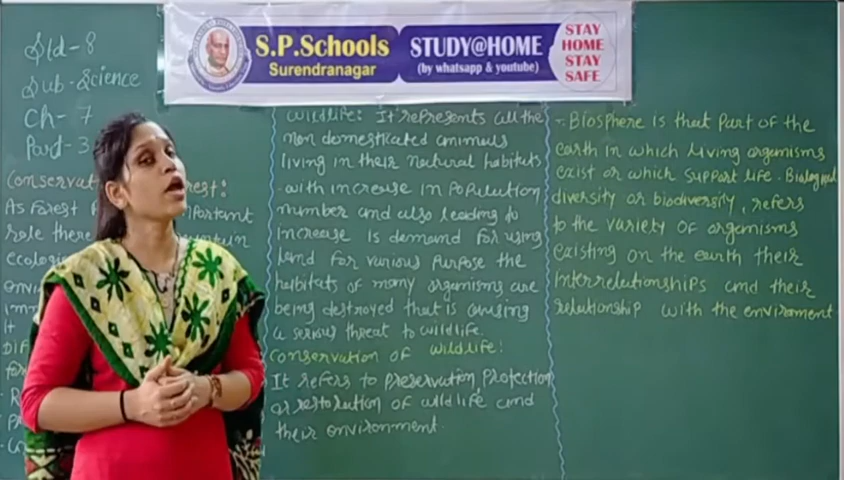 S.P.Schools
Surendranagar
STUDY@HOME
(by whatsapp & youtube)
STAY
HOME
STAY
SAFE
Std - 8
Sub - Science
Ch - 7
Part - 3
Conservat
As Forest
role there
ecologi
envi
wildlife: It represents all the
non domesticated animals
living in their natural habitats
- with increase in population
number and also leading to
increase is demand for using
land for various purpose the
habitats of many organisms are
being destroyed that is causing
a serious threat to wildlife.
Conservation of wildlife:
It refers to preservation, protection
or restoration of wildlife and
their environment.
- Biosphere is that part of the
earth in which living organisms
exist or which support life. Biological
diversity or biodiversity, refers
to the variety of organisms
existing on the earth their
interrelationships and their
relationship with the enviroment.